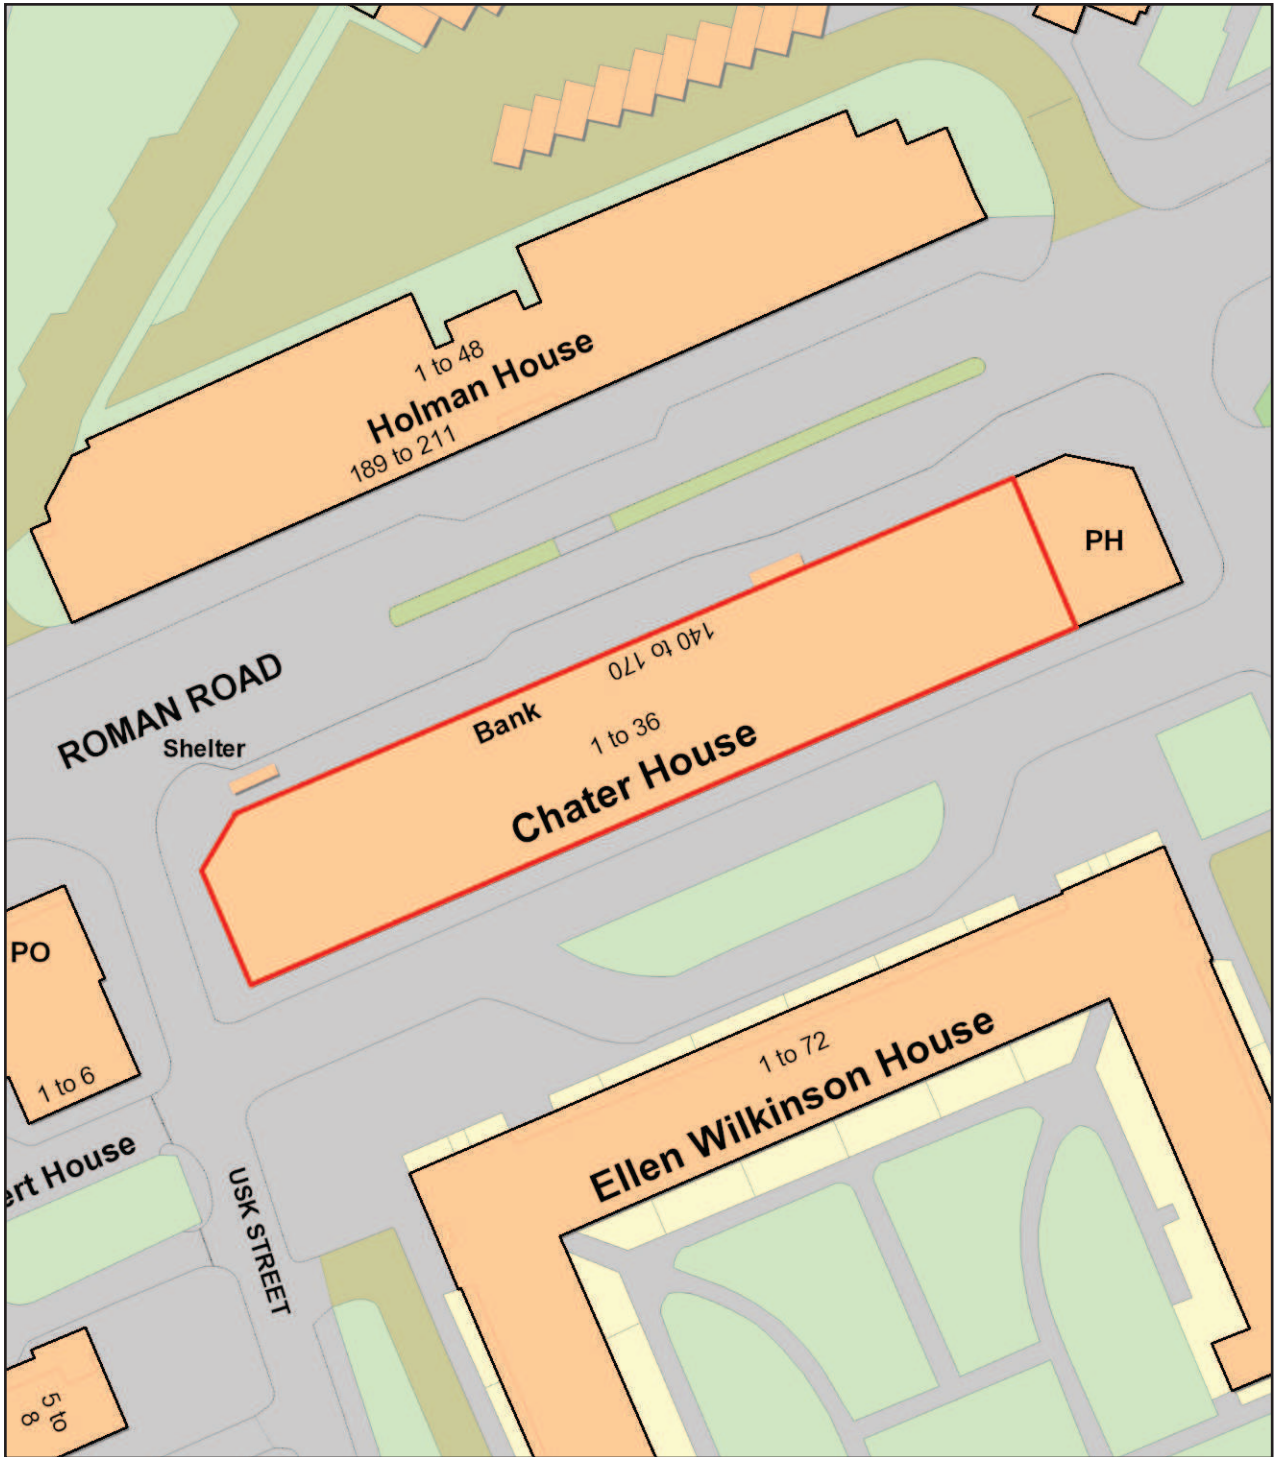 1 to 48
Holman House
189 to 211
PH
140 to 170
ROMAN ROAD
Bank
Shelter
1 to 36
Chater House
PO
1 to 72
Ellen Wilkinson House
1 to 6
ert House
USK STREET
5 to
8